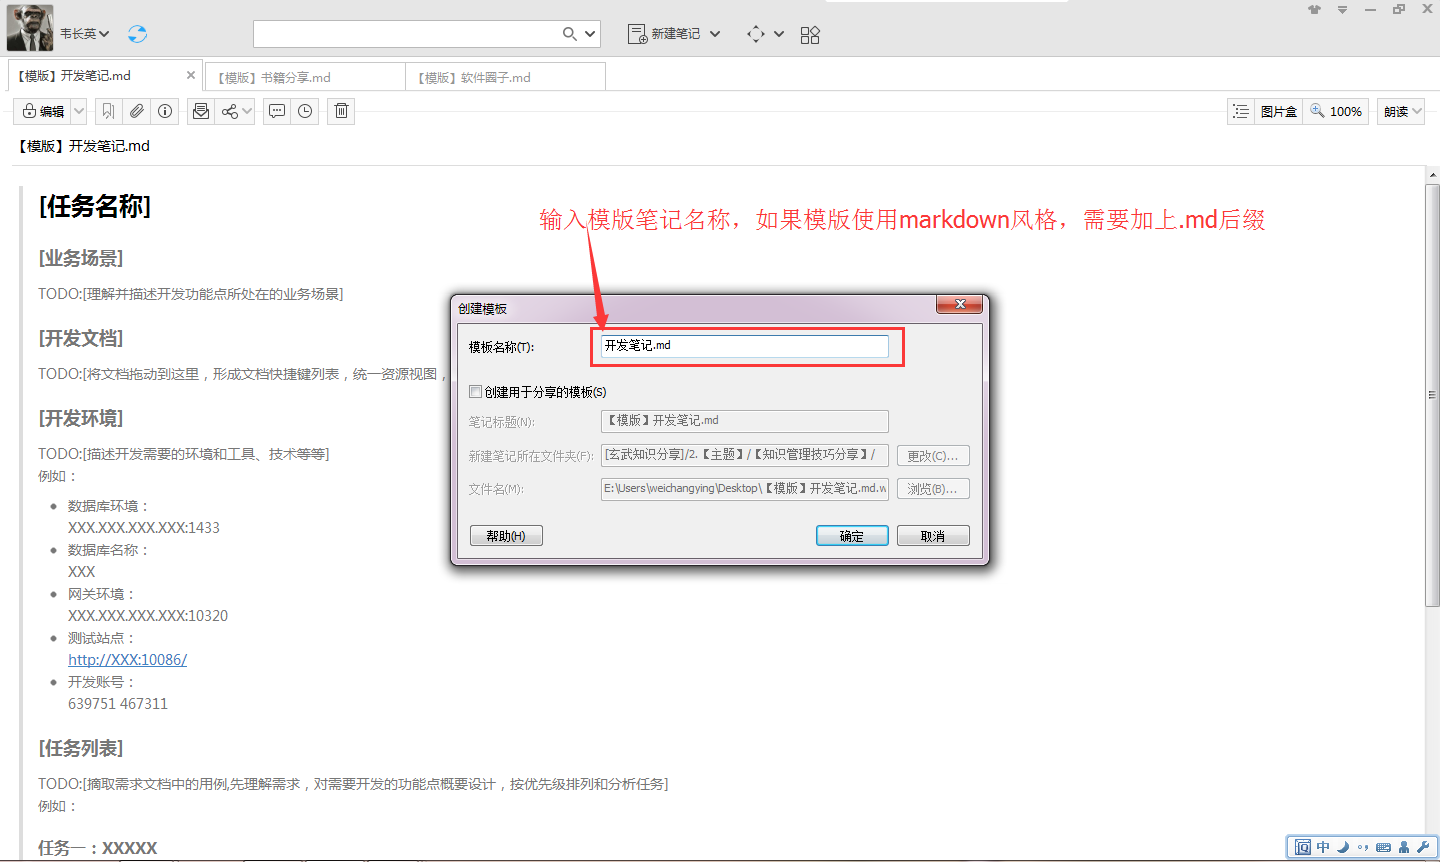 韦长英
新建笔记
【模版】开发笔记.md
【模版】书籍分享.md
【模版】软件圈子.md
编辑
图片盒
100%
朗读
【模版】开发笔记.md
[任务名称]
输入模版笔记名称，如果模版使用markdown风格，需要加上.md后缀
[业务场景]
TODO:[理解并描述开发功能点所处在的业务场景]
[开发文档]
TODO:[将文档拖动到这里，形成文档快捷键列表，统一资源视图，
[开发环境]
TODO:[描述开发需要的环境和工具、技术等等]
例如：
数据库环境：
XXX.XXX.XXX.XXX:1433
数据库名称：
XXX
网关环境：
XXX.XXX.XXX.XXX:10320
测试站点：
http://XXX:10086/
开发账号：
639751 467311
[任务列表]
TODO:[摘取需求文档中的用例,先理解需求，对需要开发的功能点概要设计，按优先级排列和分析任务]
例如：
任务一：XXXXX
创建模板
模板名称(T):
开发笔记.md
创建用于分享的模板(S)
笔记标题(N):
【模版】开发笔记.md
新建笔记所在文件夹(F):
[玄武知识分享]/2.【主题】/【知识管理技巧分享】/
更改(C)...
文件名(M):
E:\Users\weichangying\Desktop\【模版】开发笔记.md.w
浏览(B)...
帮助(H)
确定
取消
中